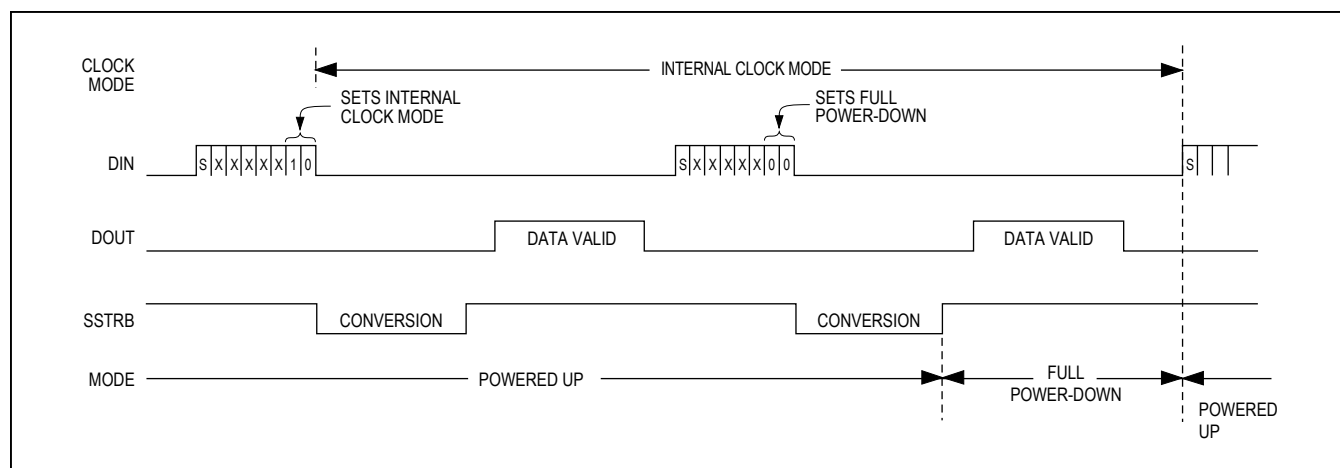 CLOCK
MODE
INTERNAL CLOCK MODE
SETS INTERNAL
CLOCK MODE
SETS FULL
POWER-DOWN
DIN
S X X X X X 1 0
S X X X X X 0 0
S
DOUT
DATA VALID
DATA VALID
SSTRB
CONVERSION
CONVERSION
MODE
POWERED UP
FULL
POWER-DOWN
POWERED
UP